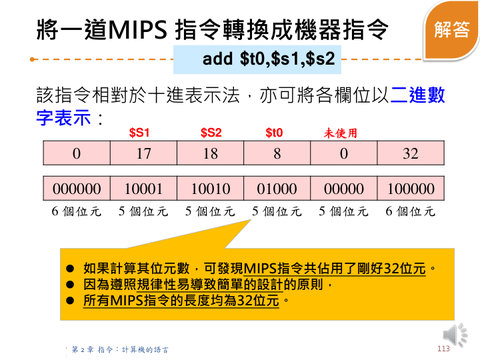 將一道MIPS 指令轉換成機器指令
解答
add $t0,$s1,$s2
該指令相對於十進表示法，亦可將各欄位以二進數
字表示：
$S1 $S2 $t0 未使用
0 17 18 8 0 32
000000 10001 10010 01000 00000 100000
6 個位元 5 個位元 5 個位元 5 個位元 5 個位元 6 個位元
● 如果計算其位元數，可發現MIPS指令共佔用了剛好32位元。
● 因為遵照規律性易導致簡單的設計的原則，
● 所有MIPS指令的長度均為32位元。
第 2 章 指令：計算機的語言
113